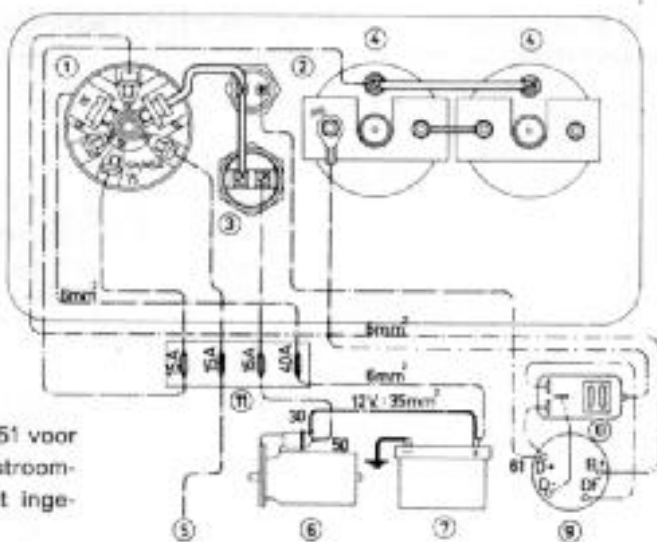 4 4
1 2
3
6mm²
6mm²
15A 15A 15A 40A
6mm²
11
12V. 35mm²
30
50
10
61 D+ B+
D- DF
51 voor
stroom-
t inge-
5 6 7 9